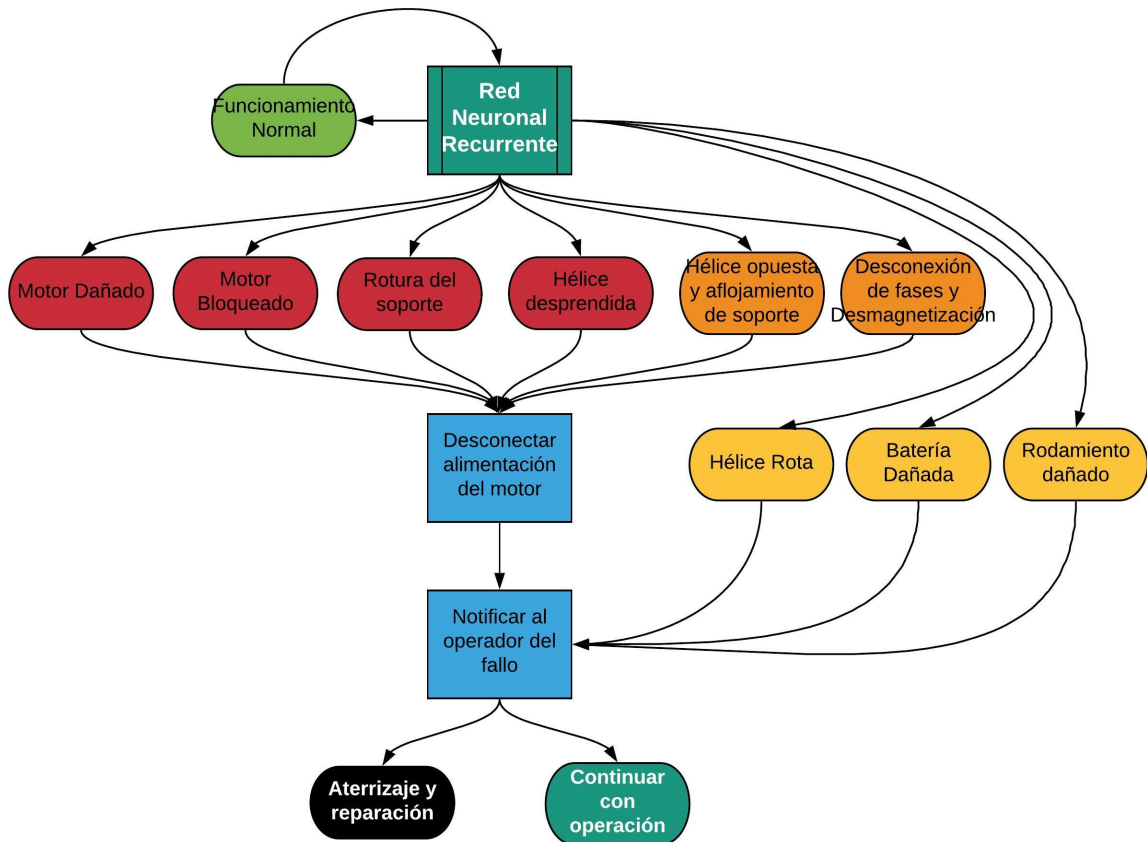 Red
Neuronal
Recurrente
Funcionamiento
Normal
Motor Dañado
Motor
Bloqueado
Rotura del
soporte
Hélice
desprendida
Hélice opuesta
y aflojamiento
de soporte
Desconexión
de fases y
Desmagnetización
Desconectar
alimentación
del motor
Hélice Rota
Batería
Dañada
Rodamiento
dañado
Notificar al
operador del
fallo
Aterrizaje y
reparación
Continuar
con
operación